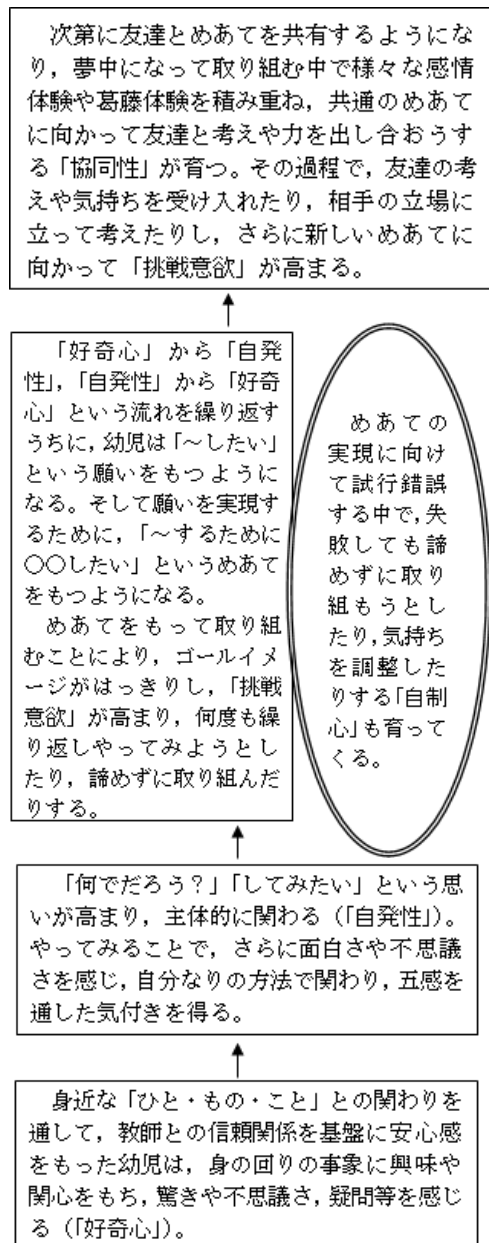 次第に友達とめあてを共有するようにな
り，夢中になって取り組む中で様々な感情
体験や葛藤体験を積み重ね，共通のめあて
に向かって友達と考えや力を出し合おうす
る「協同性」が育つ。その過程で，友達の考
えや気持ちを受け入れたり，相手の立場に
立って考えたりし，さらに新しいめあてに
向かって「挑戦意欲」が高まる。
「好奇心」から「自発
性」，「自発性」から「好奇
心」という流れを繰り返す
うちに，幼児は「～したい」
という願いをもつように
なる。そして願いを実現す
るために，「～するために
〇〇したい」というめあて
をもつようになる。
めあてをもって取り組
むことにより，ゴールイメ
ージがはっきりし，「挑戦
意欲」が高まり，何度も繰
り返しやってみようとし
たり，諦めずに取り組んだ
りする。
めあての
実現に向け
て試行錯誤
する中で，失
敗しても諦
めずに取り
組もうとし
たり，気持ち
を調整した
りする「自制
心」も育って
くる。
「何でだろう？」「してみたい」という思
いが高まり，主体的に関わる（「自発性」）。
やってみることで，さらに面白さや不思議
さを感じ，自分なりの方法で関わり，五感を
通した気付きを得る。
身近な「ひと・もの・こと」との関わりを
通して，教師との信頼関係を基盤に安心感
をもった幼児は，身の回りの事象に興味や
関心をもち，驚きや不思議さ，疑問等を感じ
る（「好奇心」）。